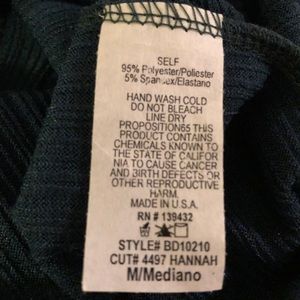 SELF
95% Polyester/Poliester
5% Spandex/Elastano
HAND WASH COLD
DO NOT BLEACH
LINE DRY
PROPOSITION65 THIS
PRODUCT CONTAINS
CHEMICALS KNOWN TO
THE STATE OF CALIFOR
NIA TO CAUSE CANCER
AND BIRTH DEFECTS OR
OTHER REPRODUCTIVE
HARM.
MADE IN U.S.A.
RN # 139432
STYLE# BD10210
CUT# 4497 HANNAH
M/Mediano